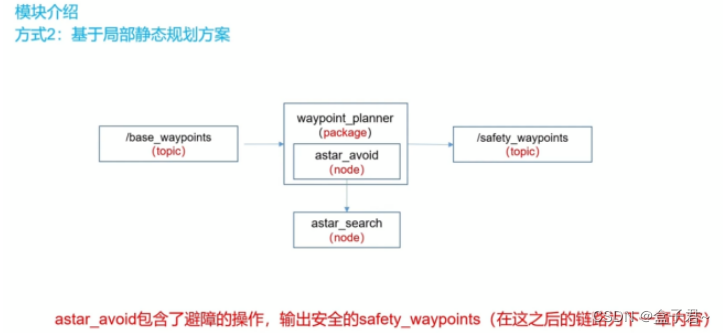 模块介绍
方式2：基于局部静态规划方案
waypoint_planner
(package)
/base_waypoints
(topic)
astar_avoid
(node)
/safety_waypoints
(topic)
astar_search
(node)
astar_avoid包含了避障的操作，输出安全的safety_waypoints（在这之后的链路为下一章内容）
CSDN @盒子君~